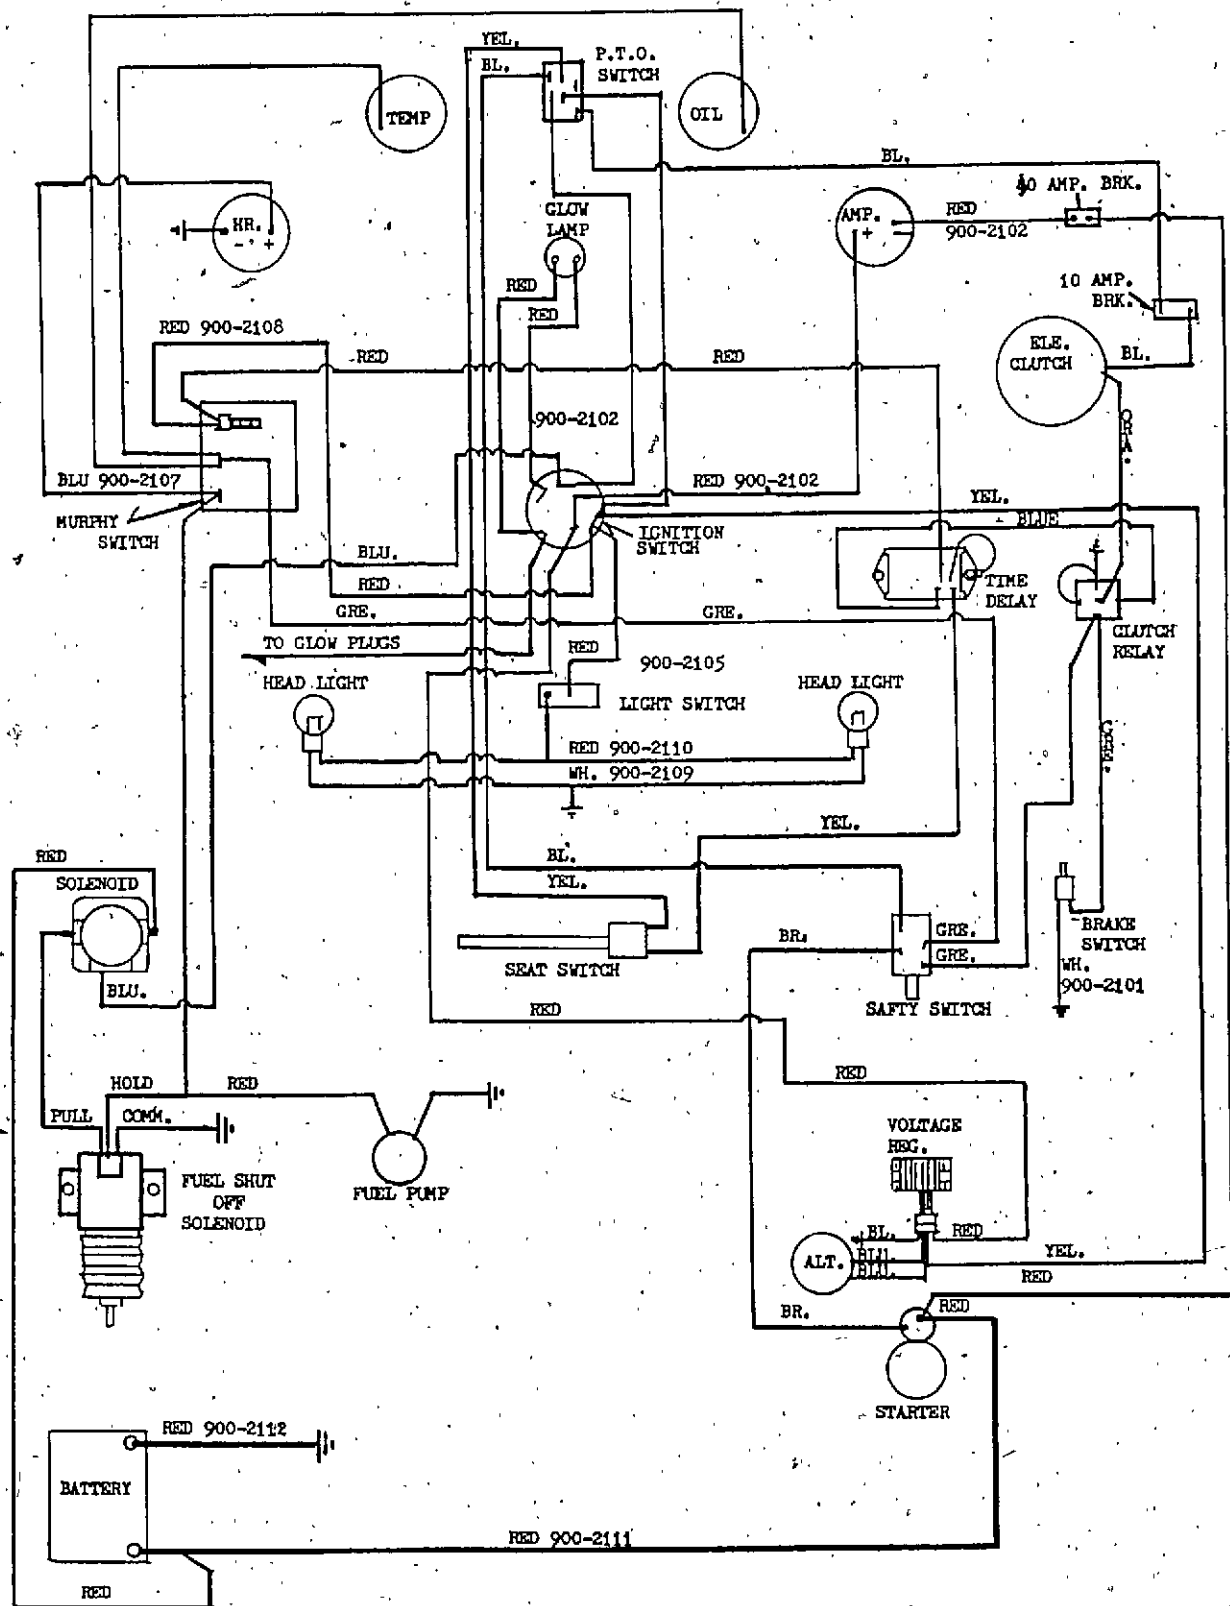 YEL.
P.T.O.
SWITCH
BL.
TEMP
OIL
BL.
40 AMP. BRK.
HR.
- +
GLOW
LAMP
AMP.
+ -
RED
900-2102
10 AMP.
BRK.
RED
RED
RED 900-2108
RED
RED
ELE.
CLUTCH
BL.
900-2102
ORA.
BLU 900-2107
RED 900-2102
MURPHY
SWITCH
YEL.
BLUE
IGNITION
SWITCH
BLU.
RED
TIME
DELAY
GRE.
GRE.
CLUTCH
RELAY
TO GLOW PLUGS
RED
900-2105
HEAD LIGHT
HEAD LIGHT
LIGHT SWITCH
RED 900-2110
WH. 900-2109
YEL.
RED
BL.
SOLENOID
YEL.
BR.
GRE.
GRE.
BRAKE
SWITCH
SEAT SWITCH
WH.
900-2101
BLU.
SAFTY SWITCH
RED
HOLD
RED
RED
PULL
COMM.
VOLTAGE
REG.
FUEL SHUT
OFF
SOLENOID
FUEL PUMP
BL.
RED
BLU.
YEL.
ALT.
BLU.
RED
BR.
RED
STARTER
RED 900-2112
BATTERY
RED 900-2111
RED